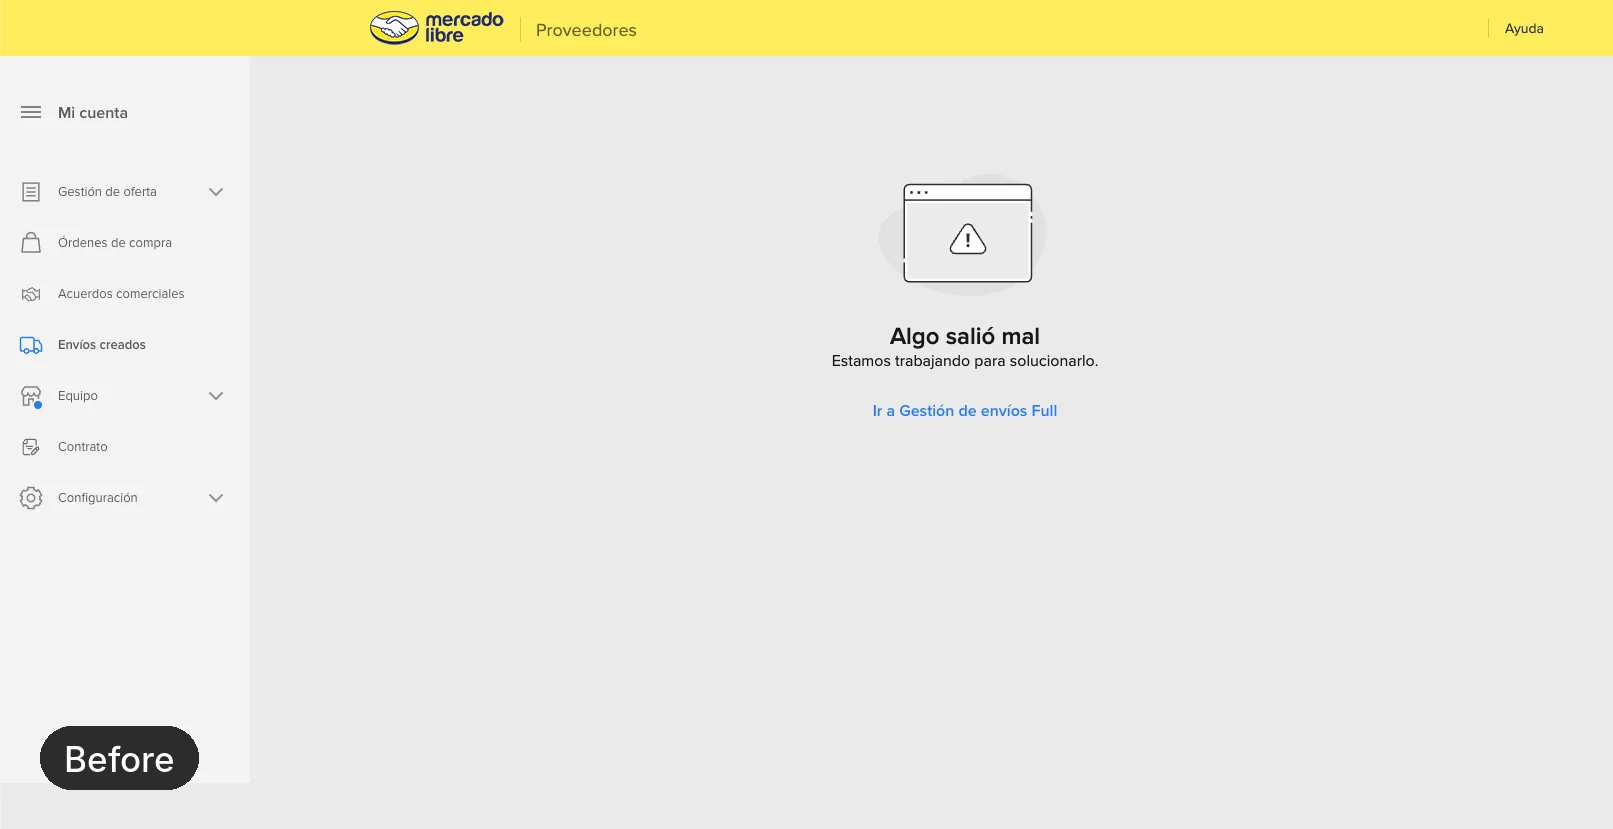 mercado
libre
Proveedores
Ayuda
Mi cuenta
Gestión de oferta
Órdenes de compra
Acuerdos comerciales
Envíos creados
Equipo
Contrato
Configuración
Algo salió mal
Estamos trabajando para solucionarlo.
Ir a Gestión de envíos Full
Before